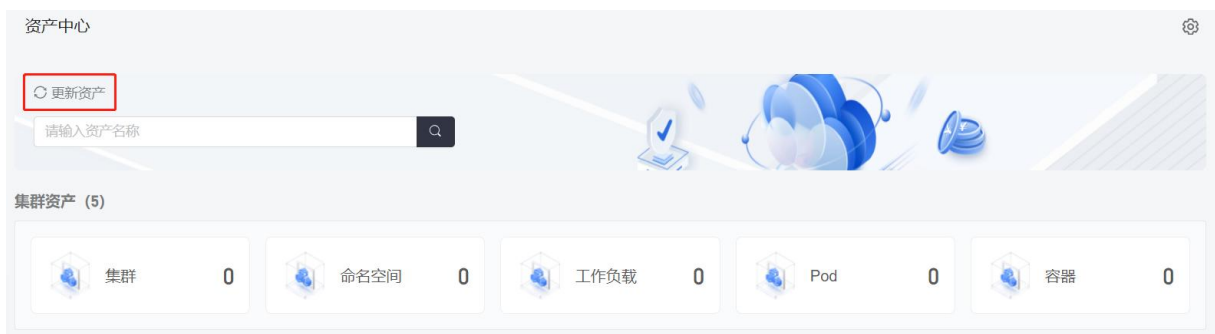 资产中心
更新资产
请输入资产名称
集群资产 (5)
集群 0 命名空间 0 工作负载 0 Pod 0 容器 0